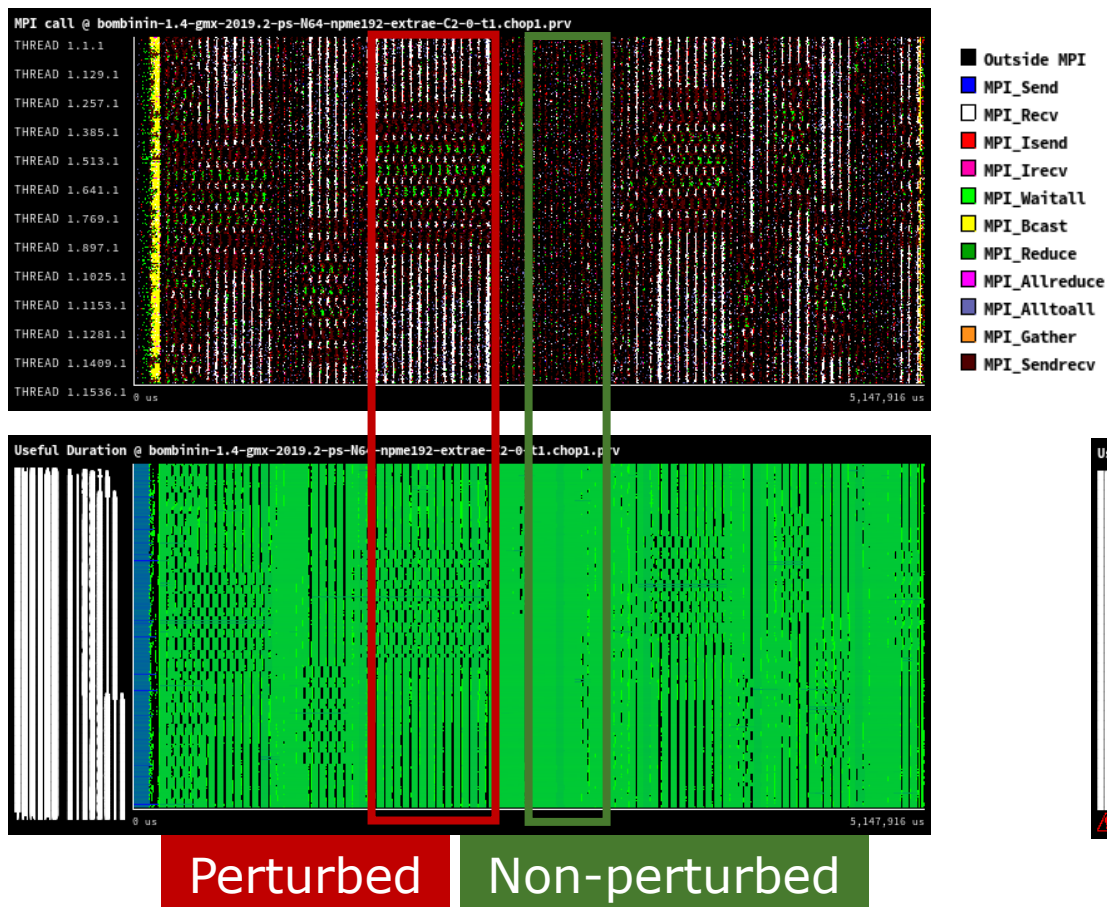 MPI call @ bombinin-1.4-gmx-2019.2-ps-N64-npme192-extrae-C2-0-t1.chop1.prv
THREAD 1.1.1
THREAD 1.129.1
THREAD 1.257.1
THREAD 1.385.1
THREAD 1.513.1
THREAD 1.641.1
THREAD 1.769.1
THREAD 1.897.1
THREAD 1.1025.1
THREAD 1.1153.1
THREAD 1.1281.1
THREAD 1.1409.1
THREAD 1.1536.1
0 us
5,147,916 us
Outside MPI
MPI_Send
MPI_Recv
MPI_Isend
MPI_Irecv
MPI_Waitall
MPI_Bcast
MPI_Reduce
MPI_Allreduce
MPI_Alltoall
MPI_Gather
MPI_Sendrecv
Useful Duration @ bombinin-1.4-gmx-2019.2-ps-N64-npme192-extrae-C2-0-t1.chop1.prv
0 us
5,147,916 us
Us
Perturbed
Non-perturbed